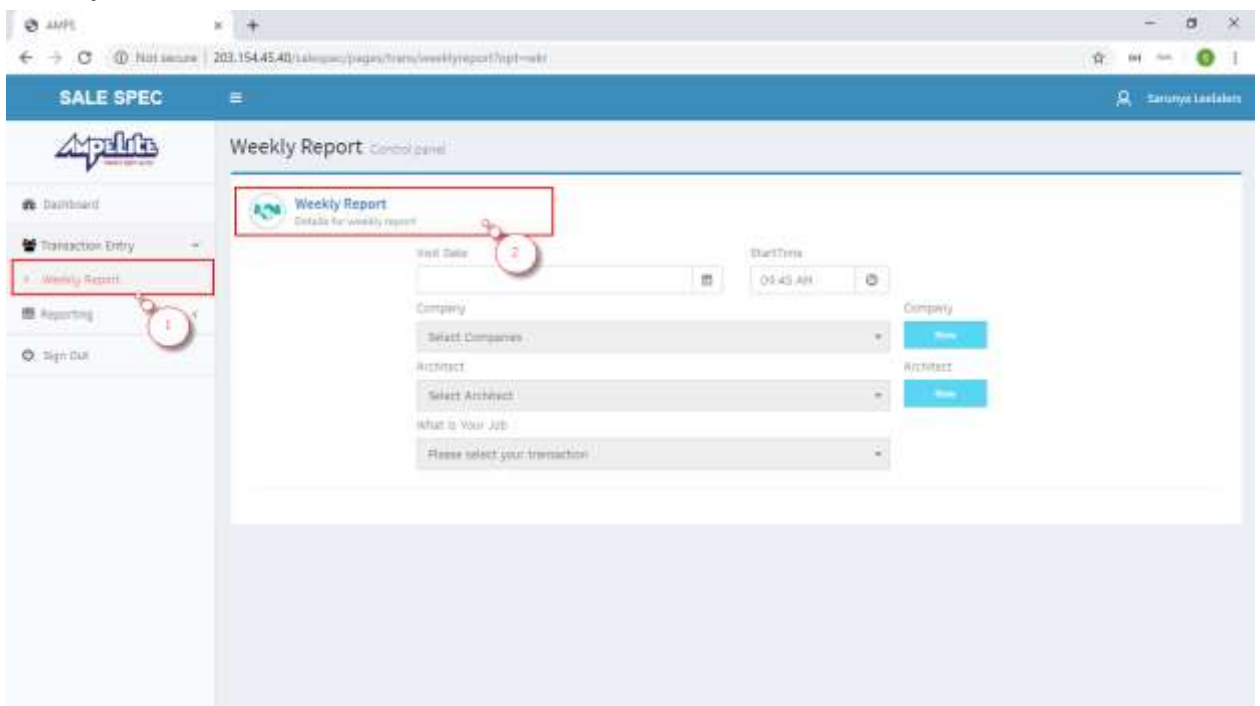 AMPS
Not secure | 203.154.45.40/salespec/pages/trans/weeklyreport?opt=wkr
SALE SPEC
Sarunya Leelalers
AMPELITE
Weekly Report Control panel
Dashboard
Weekly Report
Details for weekly report
Transaction Entry
Visit Date
StartTime
2
Weekly Report
09:45 AM
Reporting
1
Company
Company
Select Companies
New
Sign Out
Architect
Architect
Select Architect
New
What is Your Job
Please select your transaction